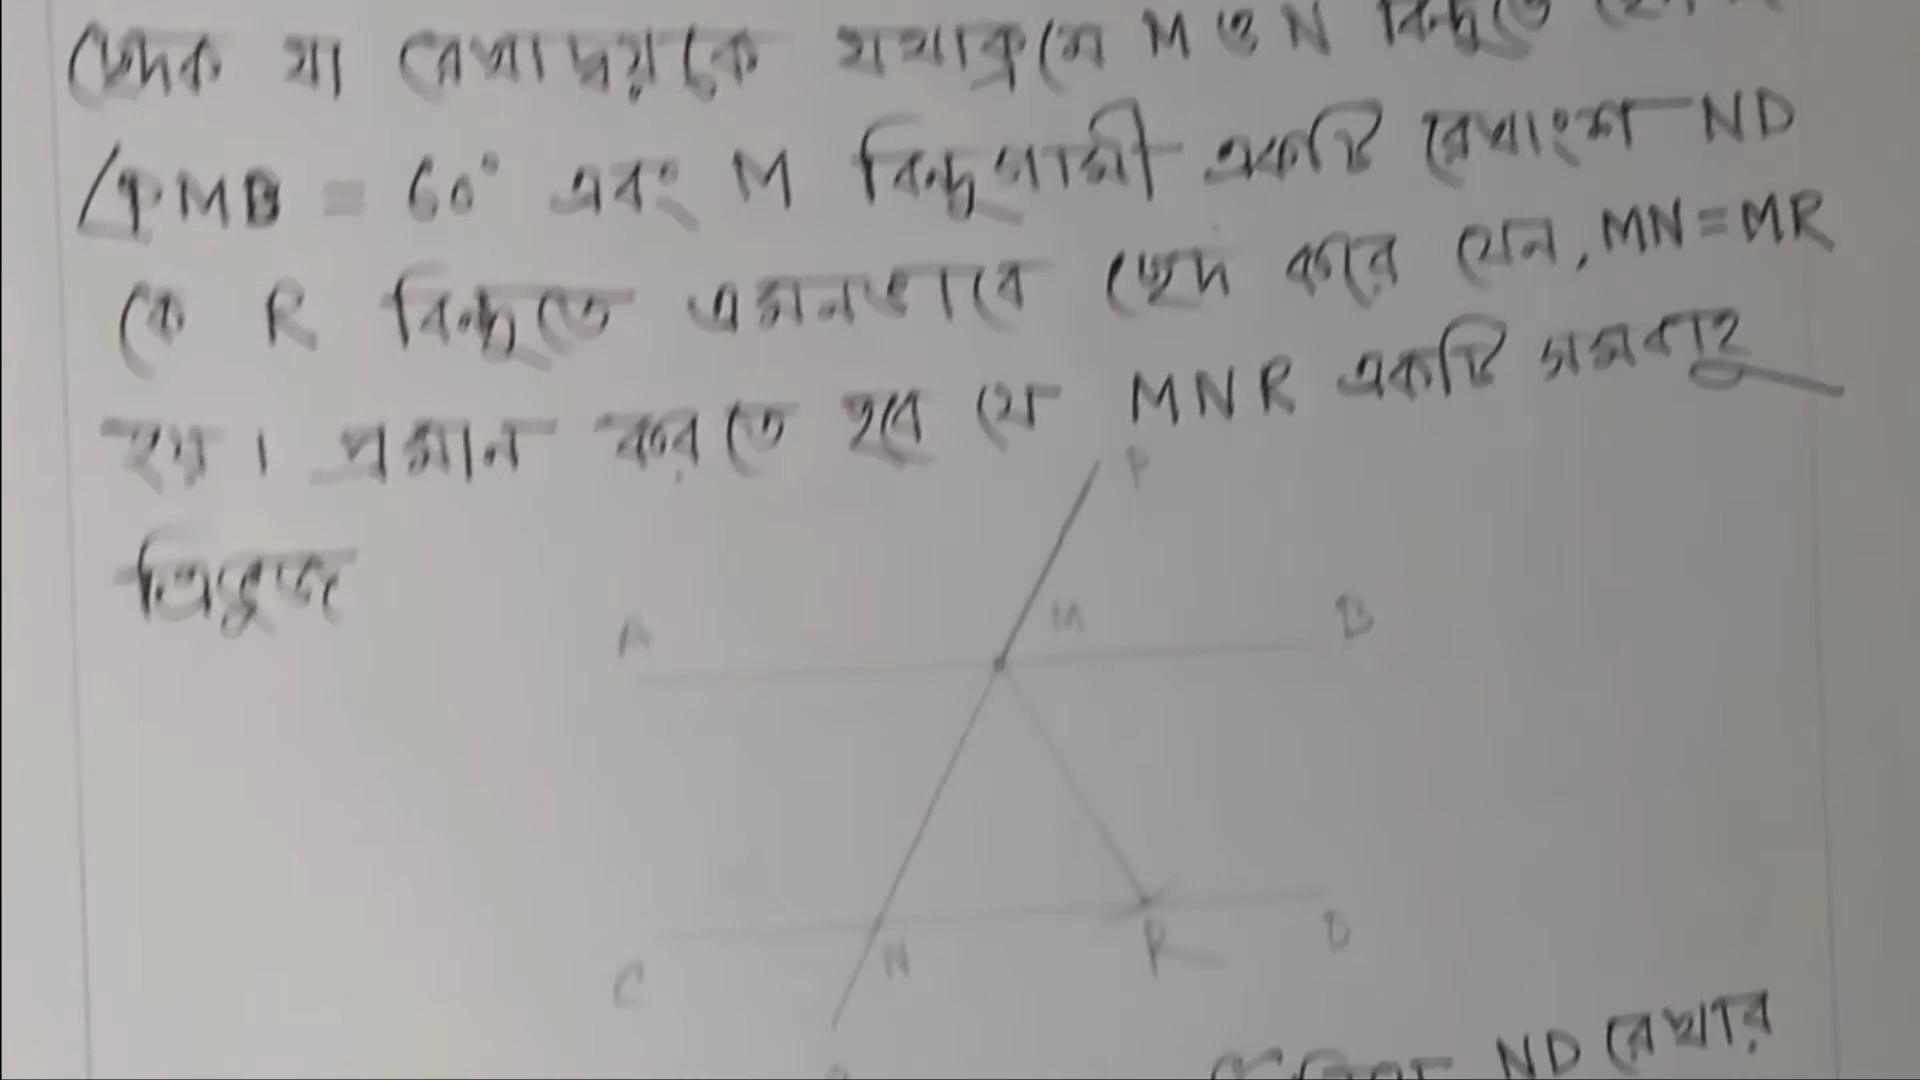 ছেদক যা রেখাদ্বয়কে যথাক্রমে M ও N বিন্দুতে
∠PMB = 60° এবং M বিন্দুগামী একটি রেখাংশ ND
কে R বিন্দুতে এমনভাবে ছেদ করে যেন, MN=MR
হয়। প্রমান করতে হবে যে MNR একটি সমবাহু
ত্রিভুজ
P
A M B
C N R D
ND রেখার